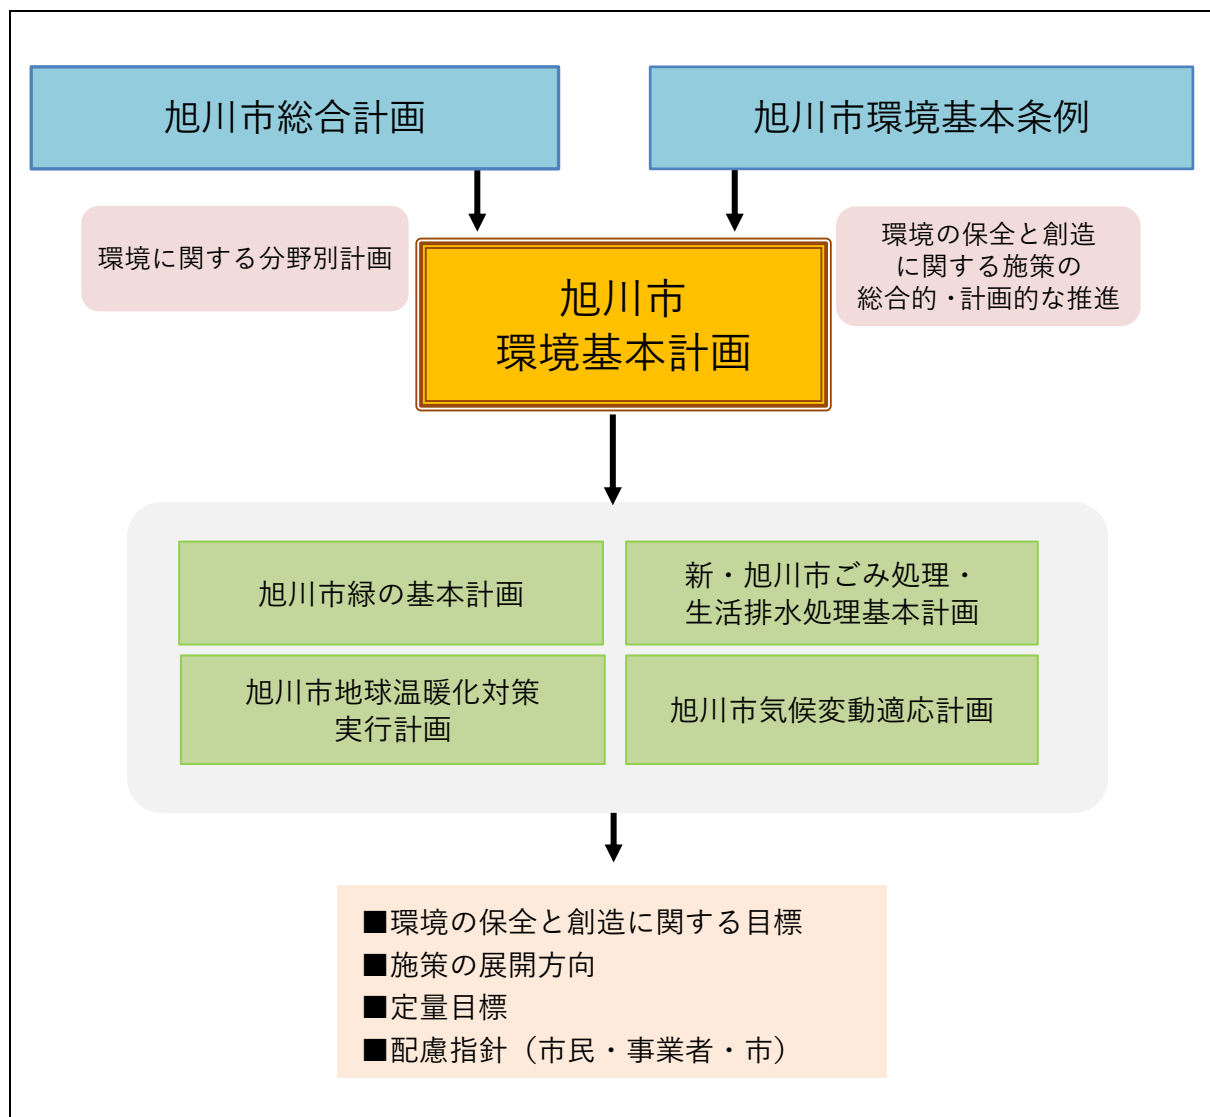 旭川市総合計画
旭川市環境基本条例
環境に関する分野別計画
環境の保全と創造
に関する施策の
総合的・計画的な推進
旭川市
環境基本計画
旭川市緑の基本計画
新・旭川市ごみ処理・
生活排水処理基本計画
旭川市地球温暖化対策
実行計画
旭川市気候変動適応計画
■環境の保全と創造に関する目標
■施策の展開方向
■定量目標
■配慮指針（市民・事業者・市）